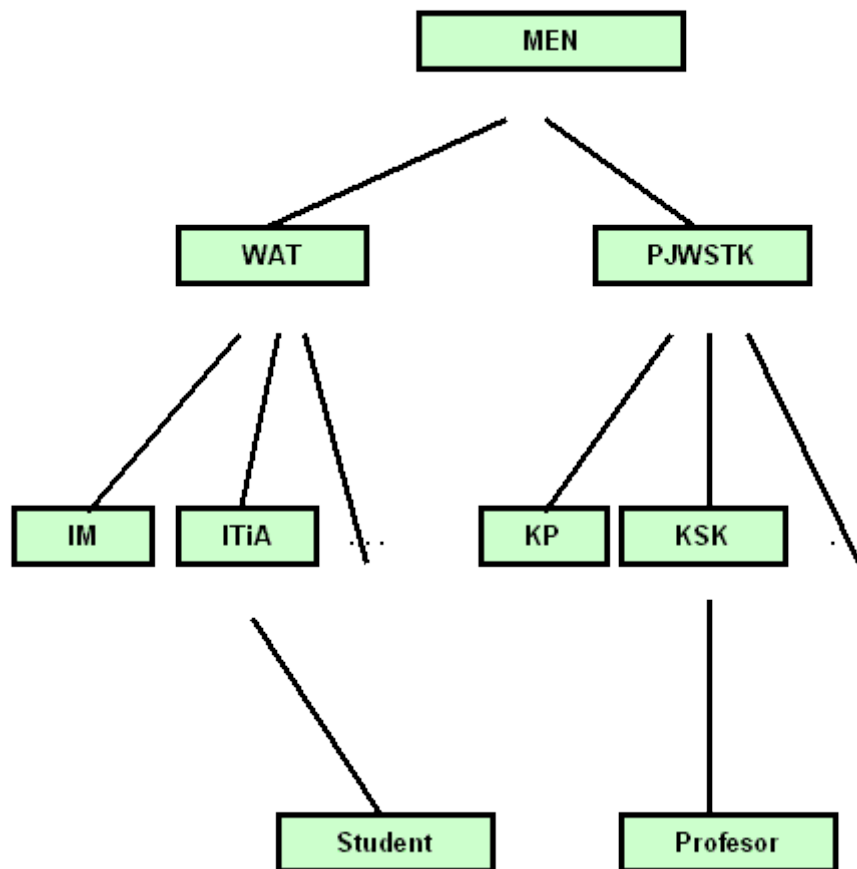 MEN
WAT
PJWSTK
IM
ITiA
....
KP
KSK
.
Student
Profesor